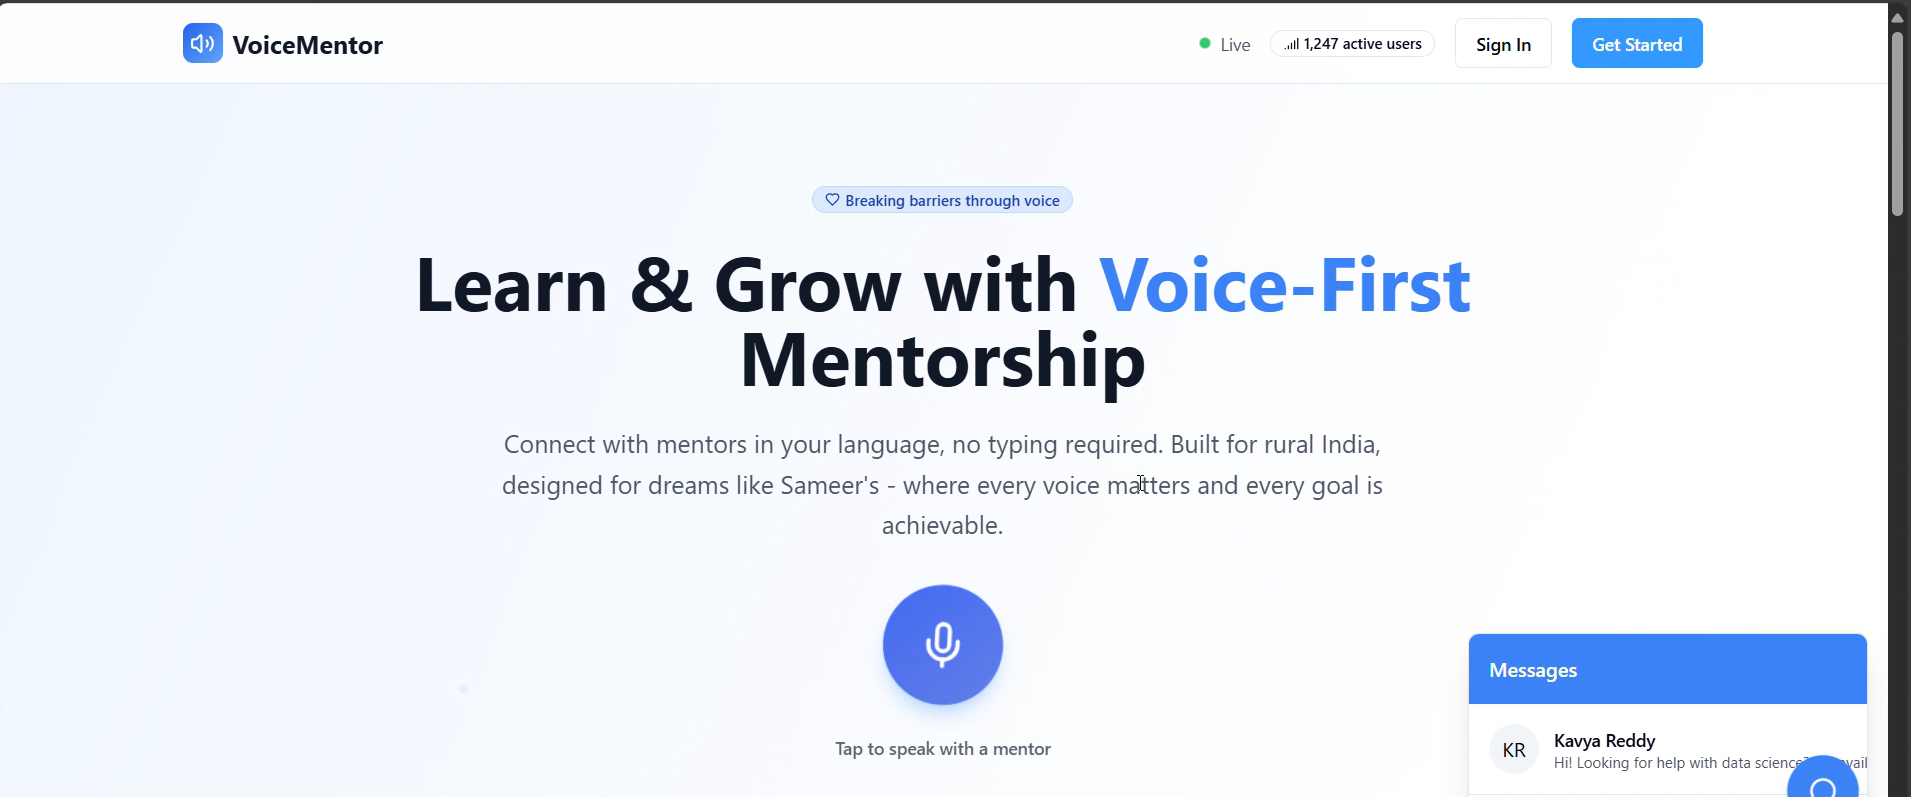 VoiceMentor
Live
1,247 active users
Sign In
Get Started
Breaking barriers through voice
Learn & Grow with Voice-First
Mentorship
Connect with mentors in your language, no typing required. Built for rural India,
designed for dreams like Sameer's - where every voice matters and every goal is
achievable.
Tap to speak with a mentor
Messages
KR
Kavya Reddy
Hi! Looking for help with data science?